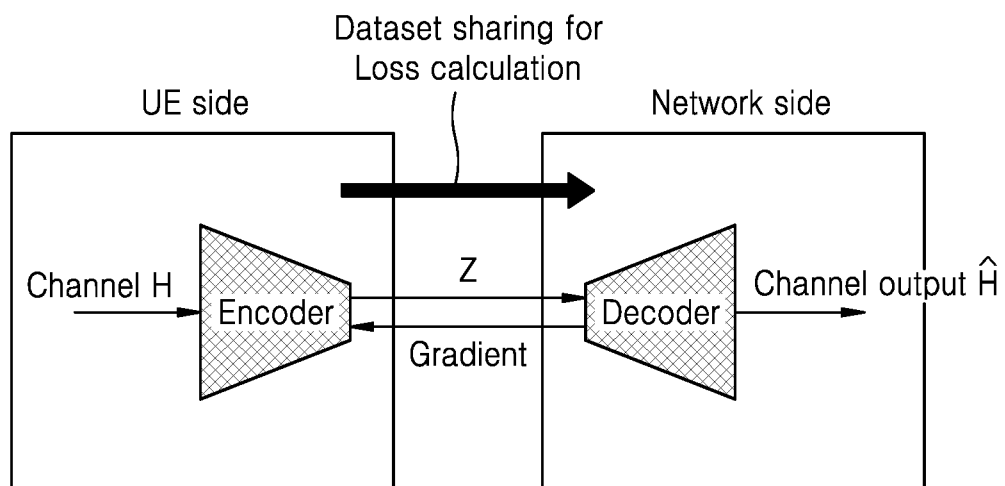 Dataset sharing for
Loss calculation
UE side
Network side
Channel H
Encoder
Z
Gradient
Decoder
Channel output Ĥ